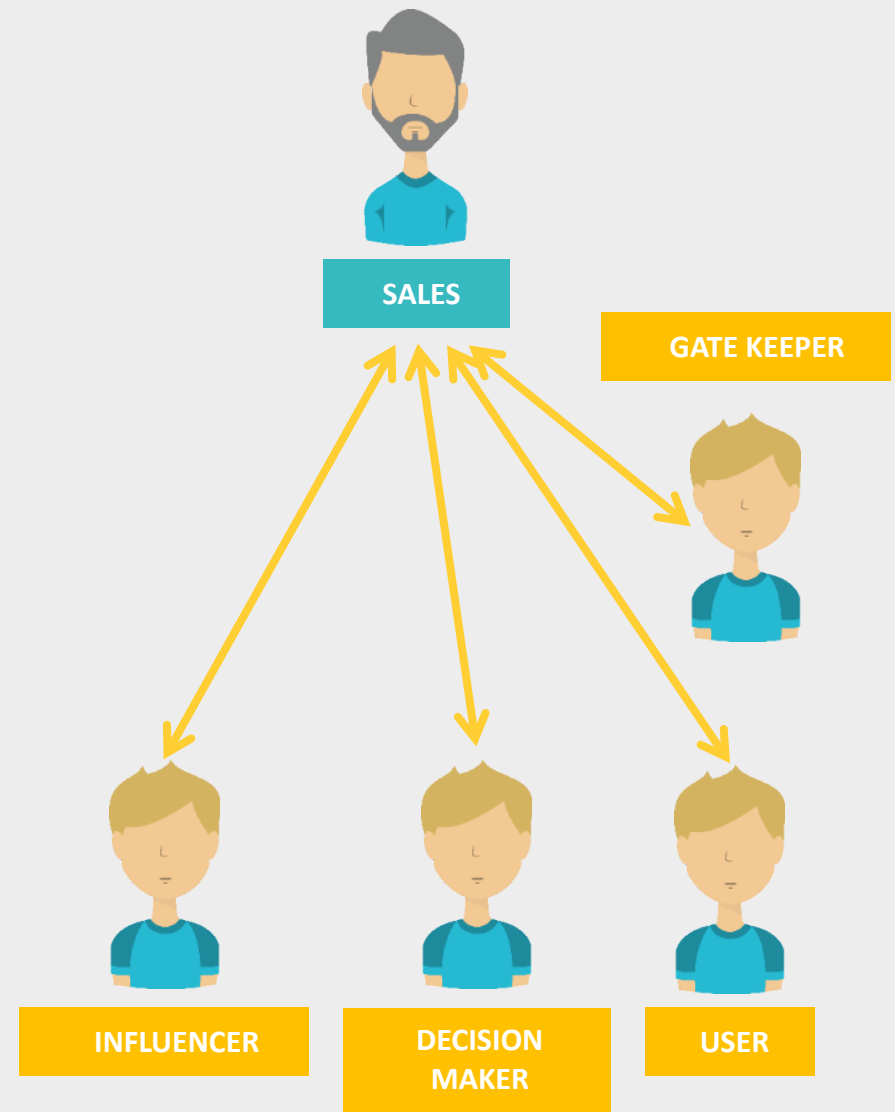 SALES
GATE KEEPER
INFLUENCER
DECISION
MAKER
USER